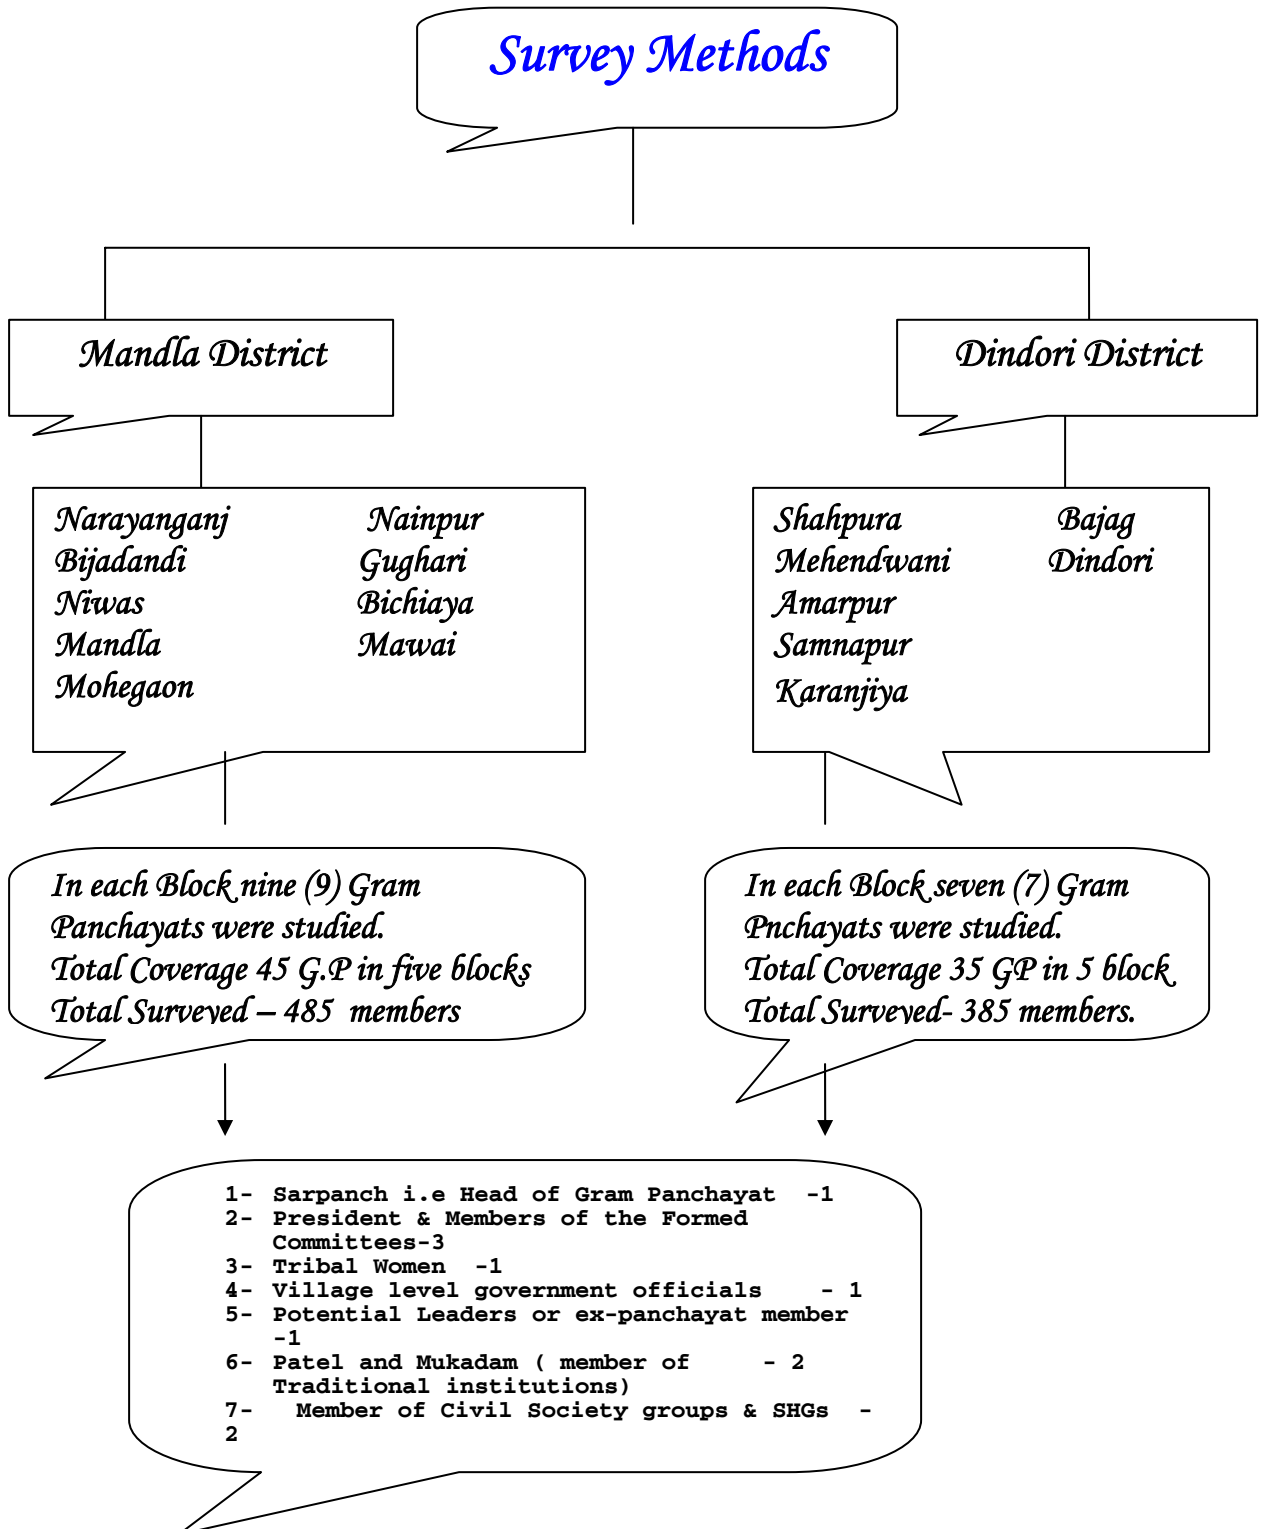 Survey Methods
Mandla District
Dindori District
Narayanganj Nainpur
Bijadandi Gughari
Niwas Bichiaya
Mandla Mawai
Mohegaon
Shahpura Bajag
Mehendwani Dindori
Amarpur
Samnapur
Karanjiya
In each Block nine (9) Gram
Panchayats were studied.
Total Coverage 45 G.P in five blocks
Total Surveyed – 485 members
In each Block seven (7) Gram
Pnchayats were studied.
Total Coverage 35 GP in 5 block
Total Surveyed- 385 members.
1- Sarpanch i.e Head of Gram Panchayat -1
2- President & Members of the Formed
Committees-3
3- Tribal Women -1
4- Village level government officials - 1
5- Potential Leaders or ex-panchayat member
-1
6- Patel and Mukadam ( member of - 2
Traditional institutions)
7- Member of Civil Society groups & SHGs -
2